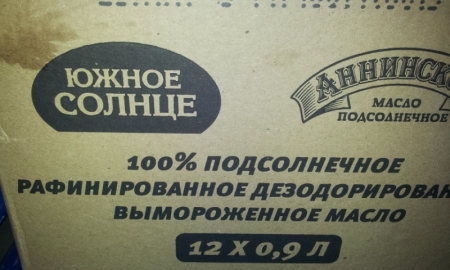 ЮЖНОЕ
СОЛНЦЕ
МАСЛО
ПОДСОЛНЕЧНОЕ
100% ПОДСОЛНЕЧНОЕ
РАФИНИРОВАННОЕ
ВЫМОРОЖЕННОЕ МАСЛО
12 X 0,9 Л